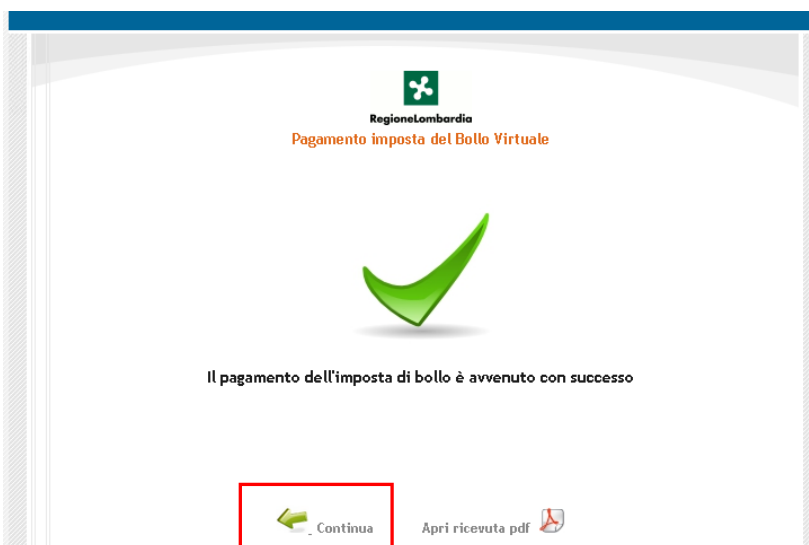 RegioneLombardia
Pagamento imposta del Bollo Virtuale
Il pagamento dell'imposta di bollo è avvenuto con successo
Continua Apri ricevuta pdf